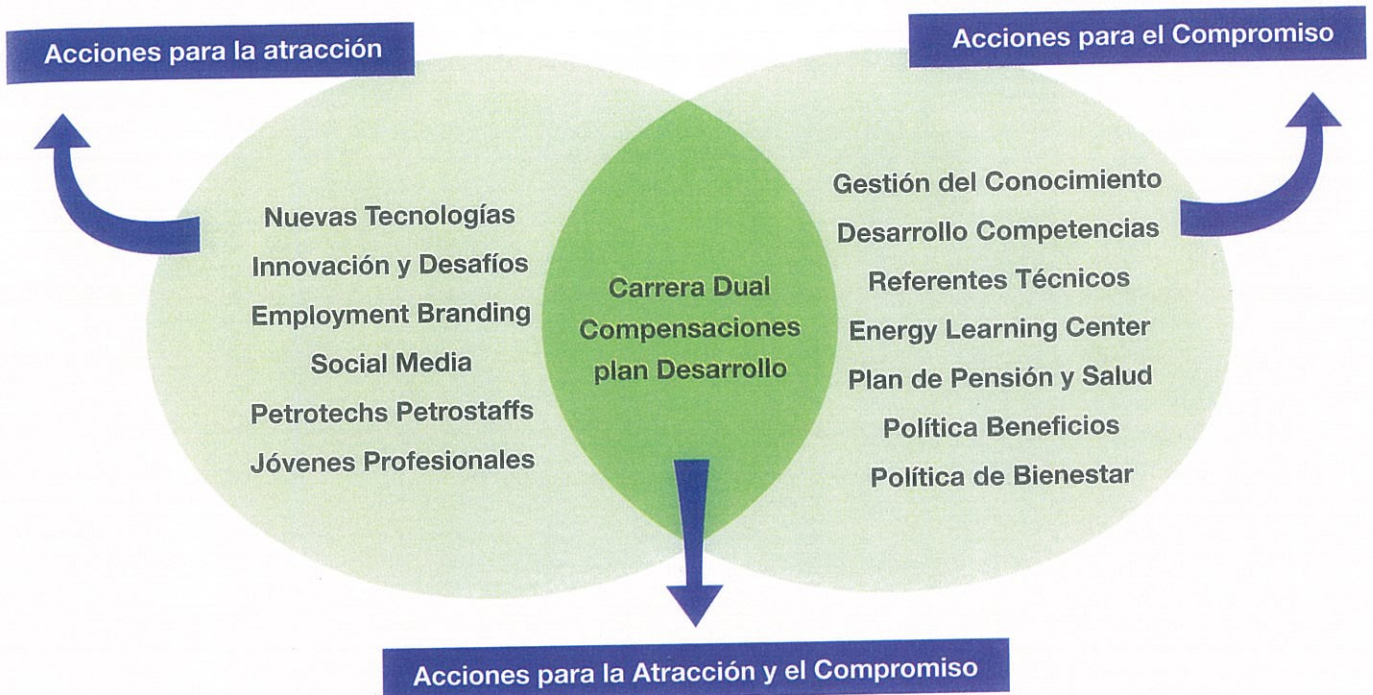 Acciones para la atracción
Acciones para el Compromiso
Nuevas Tecnologías
Innovación y Desafíos
Employment Branding
Social Media
Petrotechs Petrostaffs
Jóvenes Profesionales
Carrera Dual
Compensaciones
plan Desarrollo
Gestión del Conocimiento
Desarrollo Competencias
Referentes Técnicos
Energy Learning Center
Plan de Pensión y Salud
Política Beneficios
Política de Bienestar
Acciones para la Atracción y el Compromiso